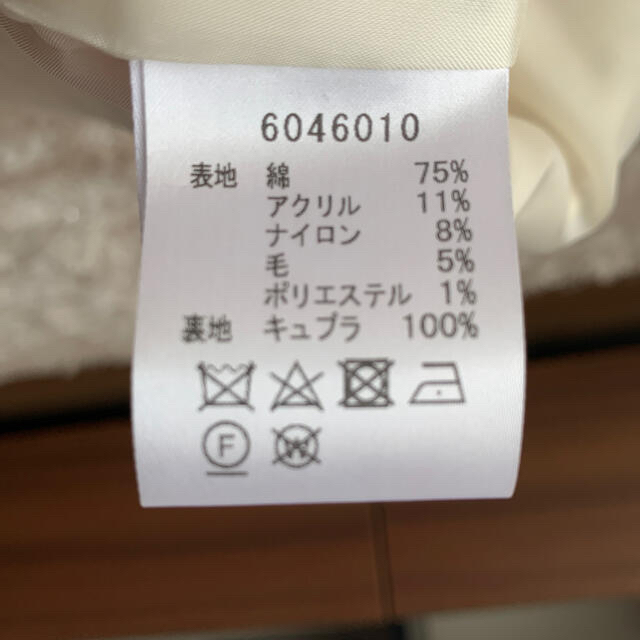 6046010
表地 綿 75%
アクリル 11%
ナイロン 8%
毛 5%
ポリエステル 1%
裏地 キュプラ 100%
F W